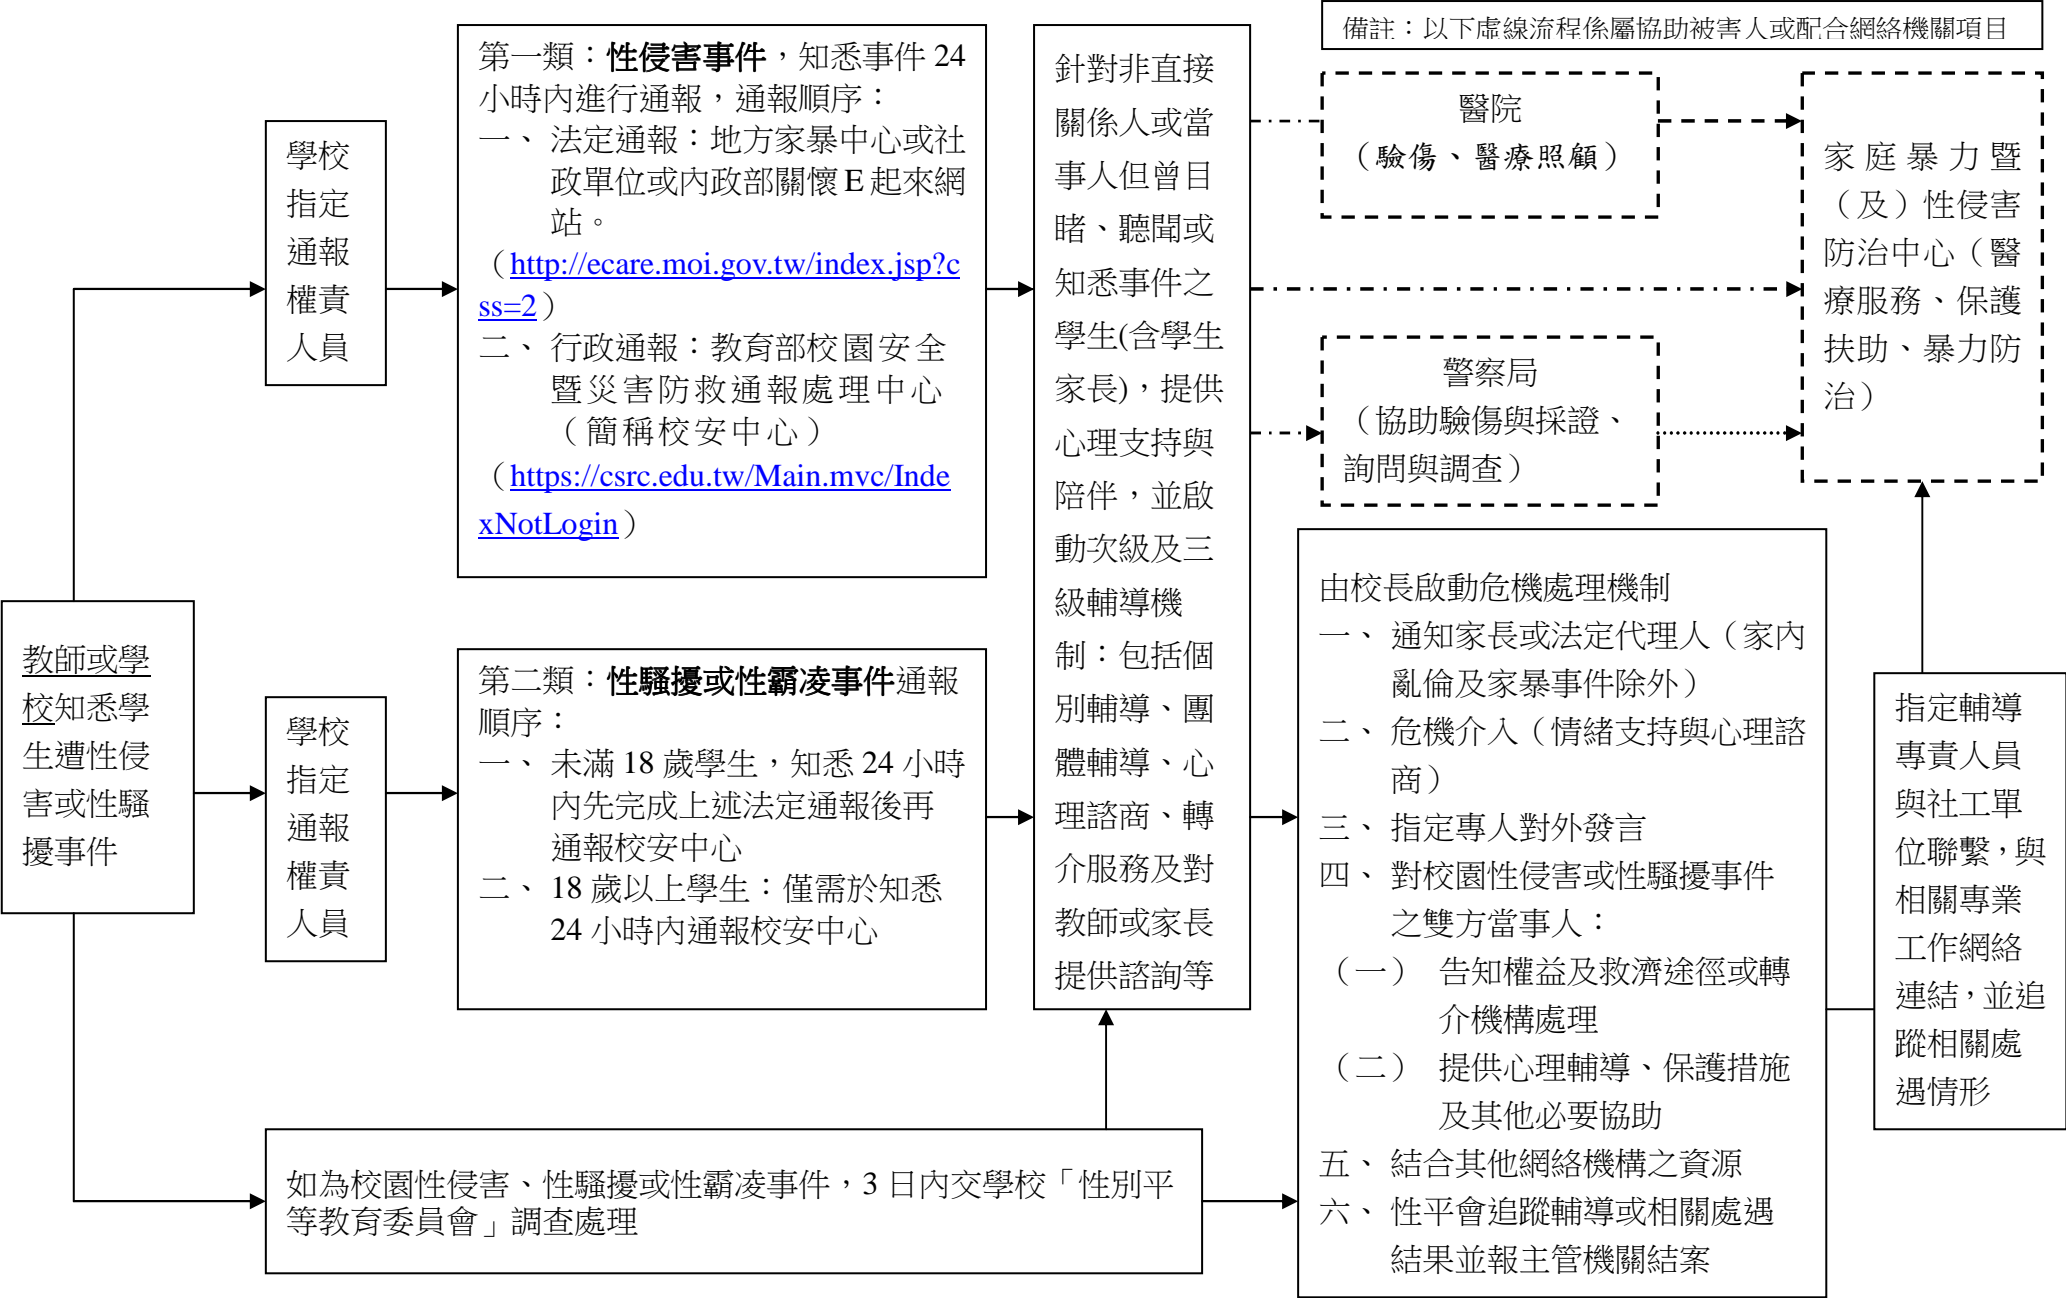 備註：以下虛線流程係屬協助被害人或配合網絡機關項目
教師或學
校知悉學
生遭性侵
害或性騷
擾事件
學校
指定
通報
權責
人員
第一類：性侵害事件，知悉事件 24
小時內進行通報，通報順序：
一、 法定通報：地方家暴中心或社
政單位或內政部關懷 E 起來網
站。
（http://ecare.moi.gov.tw/index.jsp?c
ss=2）
二、 行政通報：教育部校園安全
暨災害防救通報處理中心
（簡稱校安中心）
（https://csrc.edu.tw/Main.mvc/Inde
xNotLogin）
學校
指定
通報
權責
人員
第二類：性騷擾或性霸凌事件通報
順序：
一、 未滿 18 歲學生，知悉 24 小時
內先完成上述法定通報後再
通報校安中心
二、 18 歲以上學生：僅需於知悉
24 小時內通報校安中心
如為校園性侵害、性騷擾或性霸凌事件，3 日內交學校「性別平
等教育委員會」調查處理
針對非直接
關係人或當
事人但曾目
睹、聽聞或
知悉事件之
學生(含學生
家長)，提供
心理支持與
陪伴，並啟
動次級及三
級輔導機
制：包括個
別輔導、團
體輔導、心
理諮商、轉
介服務及對
教師或家長
提供諮詢等
醫院
（驗傷、醫療照顧）
警察局
（協助驗傷與採證、
詢問與調查）
家庭暴力暨
（及）性侵害
防治中心（醫
療服務、保護
扶助、暴力防
治）
由校長啟動危機處理機制
一、 通知家長或法定代理人（家內
亂倫及家暴事件除外）
二、 危機介入（情緒支持與心理諮
商）
三、 指定專人對外發言
四、 對校園性侵害或性騷擾事件
之雙方當事人：
（一） 告知權益及救濟途徑或轉
介機構處理
（二） 提供心理輔導、保護措施
及其他必要協助
五、 結合其他網絡機構之資源
六、 性平會追蹤輔導或相關處遇
結果並報主管機關結案
指定輔導
專責人員
與社工單
位聯繫，與
相關專業
工作網絡
連結，並追
蹤相關處
遇情形